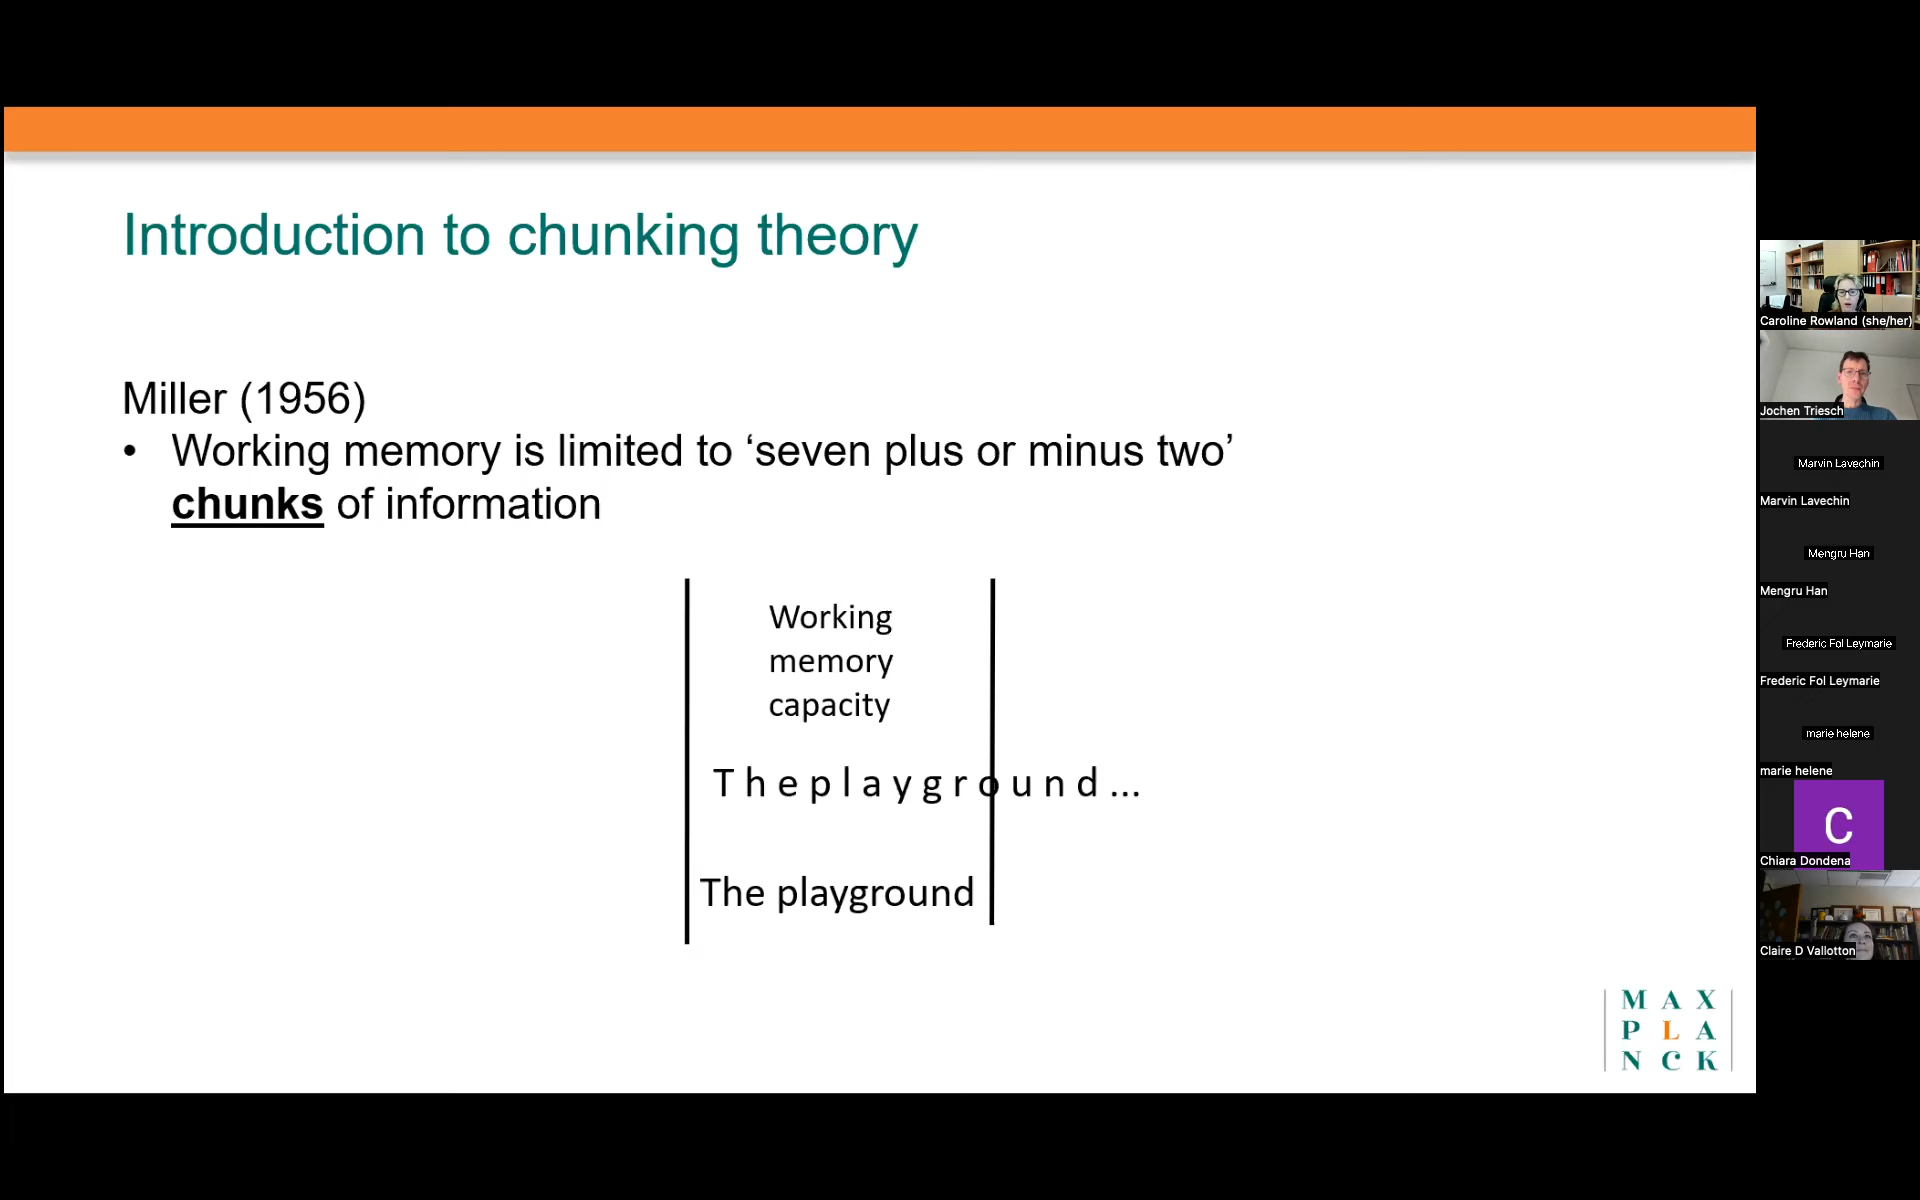 Introduction to chunking theory
Miller (1956)
• Working memory is limited to ‘seven plus or minus two’
chunks of information
Working
memory
capacity
T h e p l a y g r o u n d ...
The playground
M A X
P L A
N C K
Caroline Rowland (she/her)
Jochen Triesch
Marvin Lavechin
Marvin Lavechin
Mengru Han
Mengru Han
Frederic Fol Leymarie
Frederic Fol Leymarie
marie helene
marie helene
C
Chiara Dondena
Claire D Vallotton